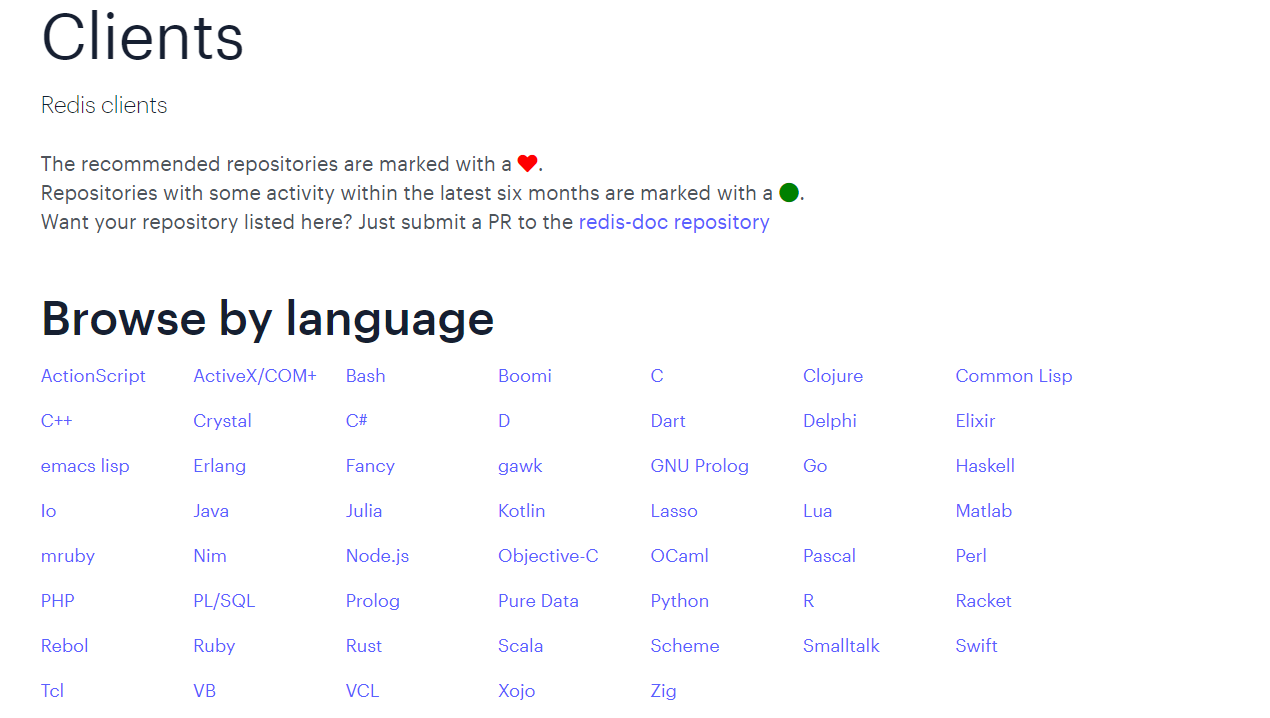 Clients
Redis clients
The recommended repositories are marked with a ❤.
Repositories with some activity within the latest six months are marked with a ●.
Want your repository listed here? Just submit a PR to the redis-doc repository
Browse by language
ActionScript ActiveX/COM+ Bash Boomi C Clojure Common Lisp
C++ Crystal C# D Dart Delphi Elixir
emacs lisp Erlang Fancy gawk GNU Prolog Go Haskell
Io Java Julia Kotlin Lasso Lua Matlab
mruby Nim Node.js Objective-C OCaml Pascal Perl
PHP PL/SQL Prolog Pure Data Python R Racket
Rebol Ruby Rust Scala Scheme Smalltalk Swift
Tcl VB VCL Xojo Zig